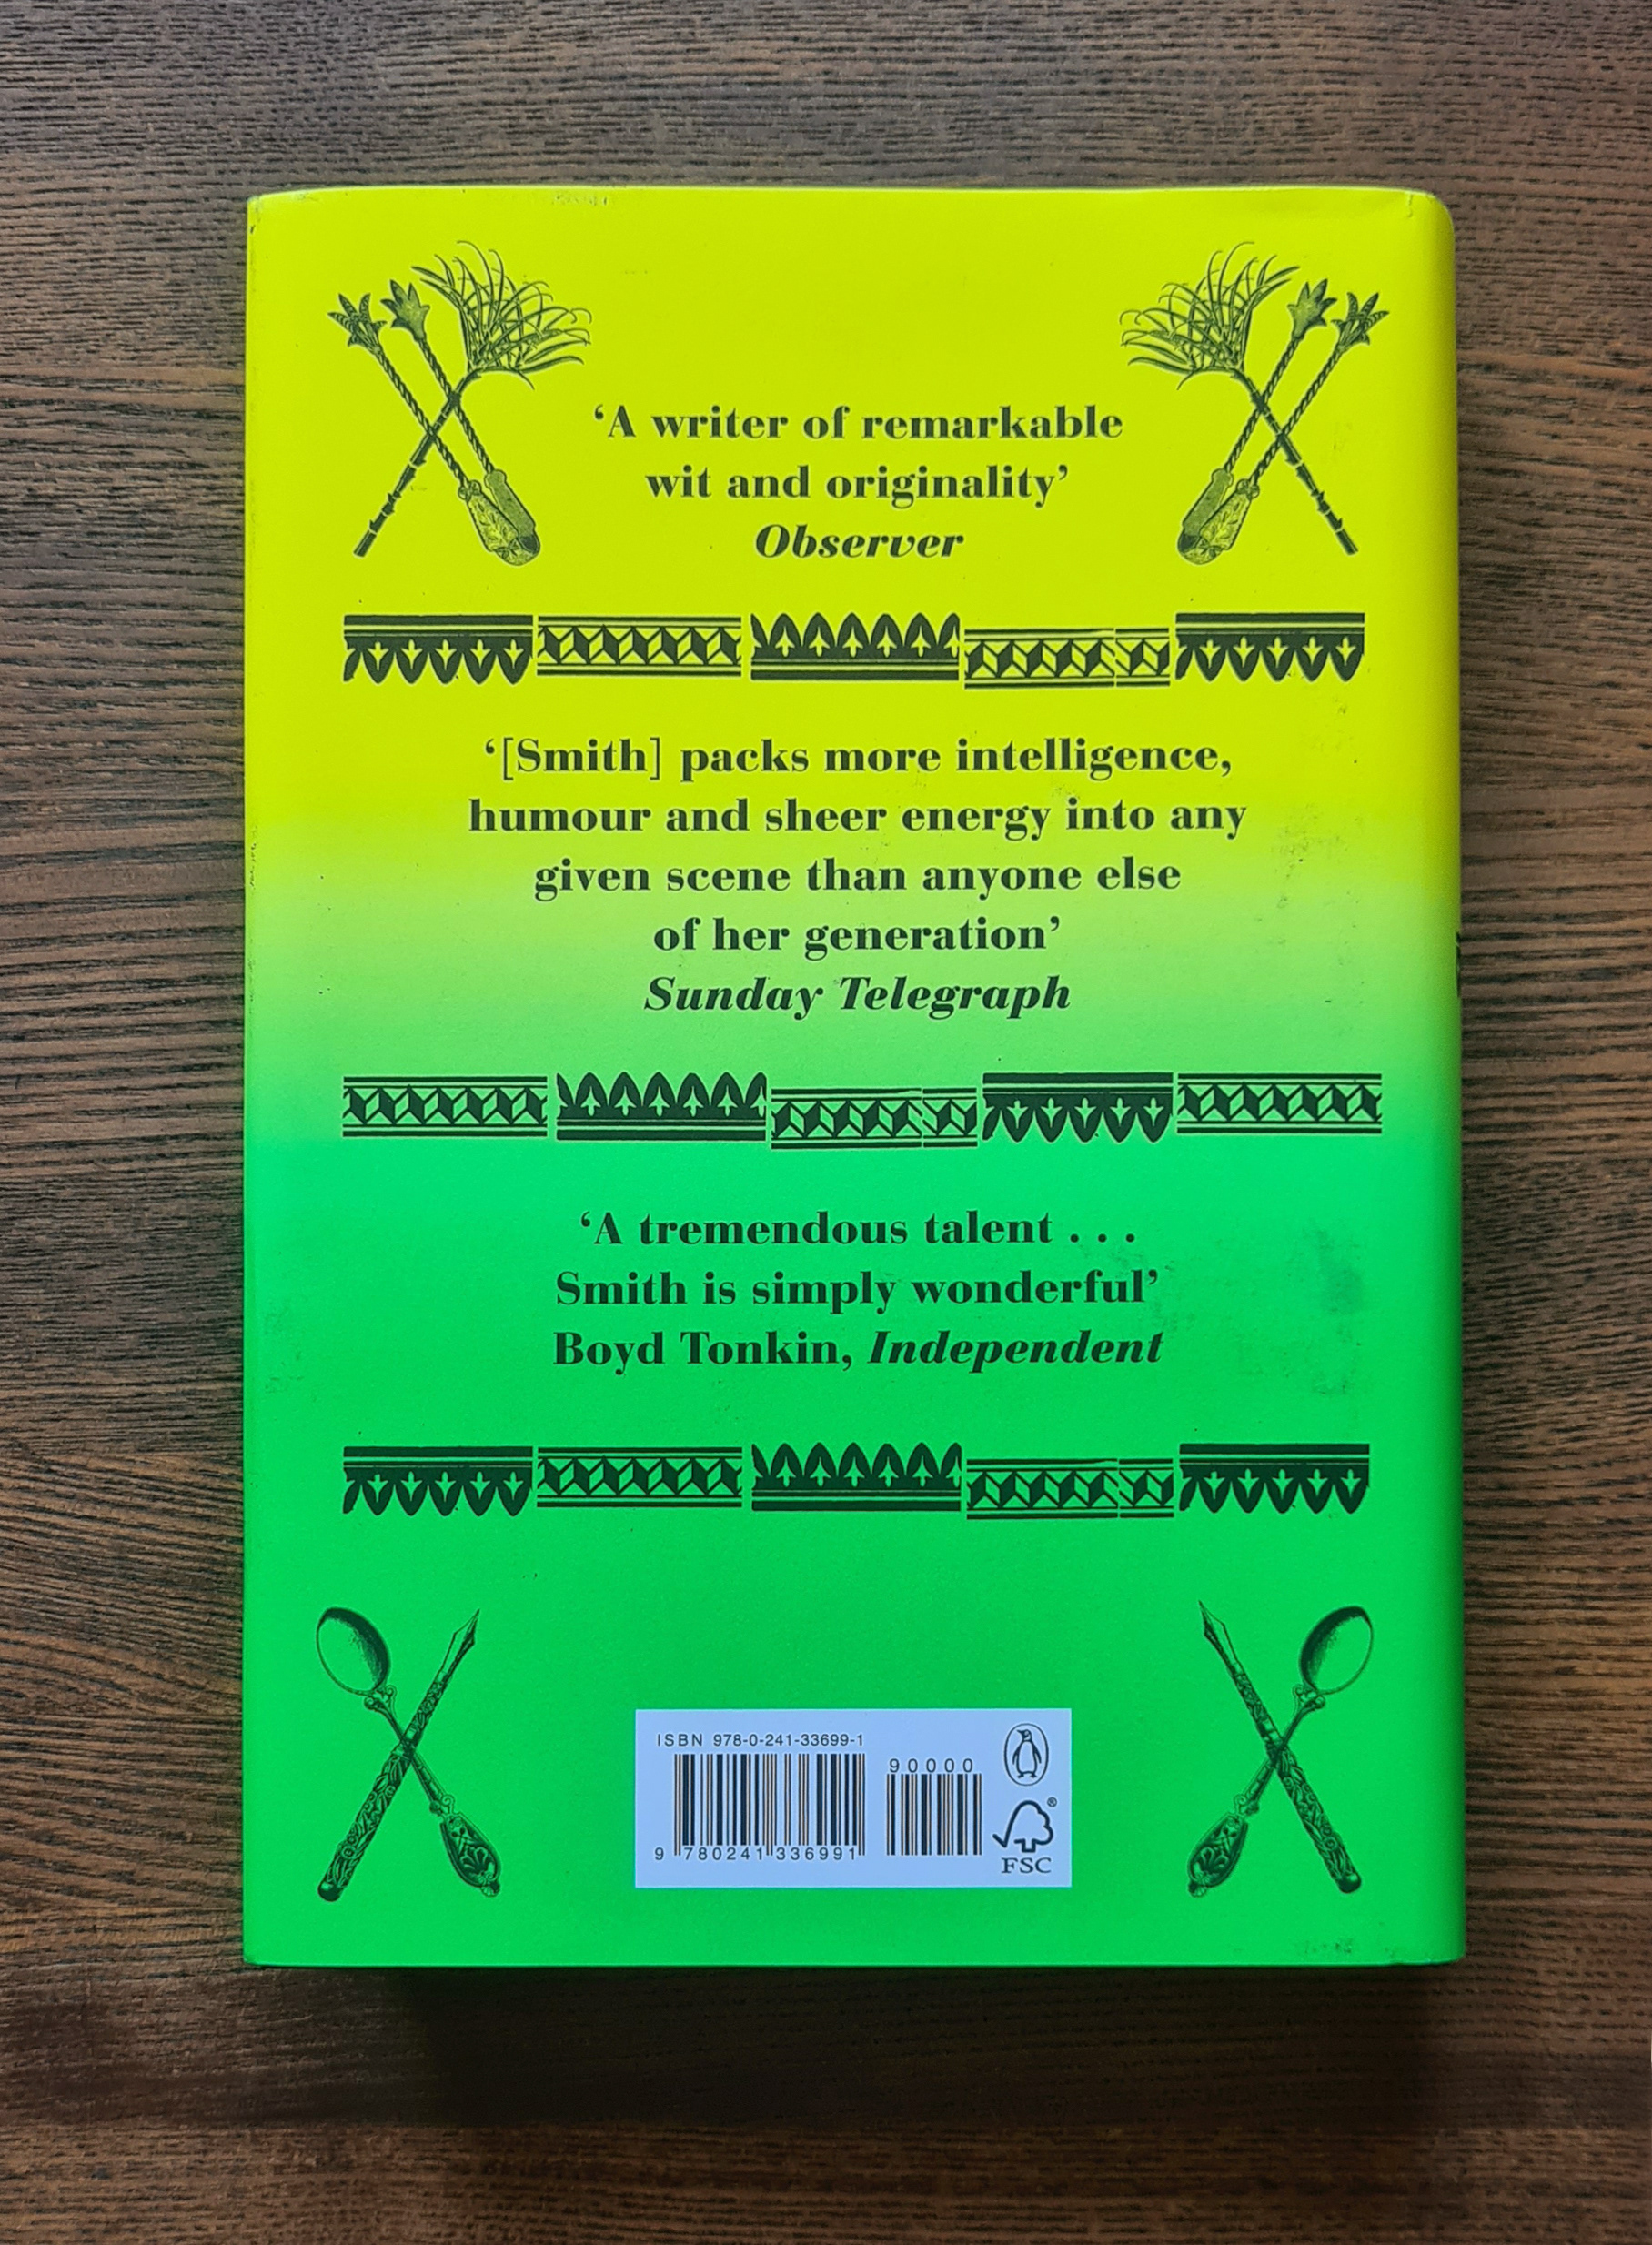 ‘A writer of remarkable
wit and originality’
Observer
‘[Smith] packs more intelligence,
humour and sheer energy into any
given scene than anyone else
of her generation’
Sunday Telegraph
‘A tremendous talent . . .
Smith is simply wonderful’
Boyd Tonkin, Independent
ISBN 978-0-241-33699-1
90000
9 780241 336991
®
FSC